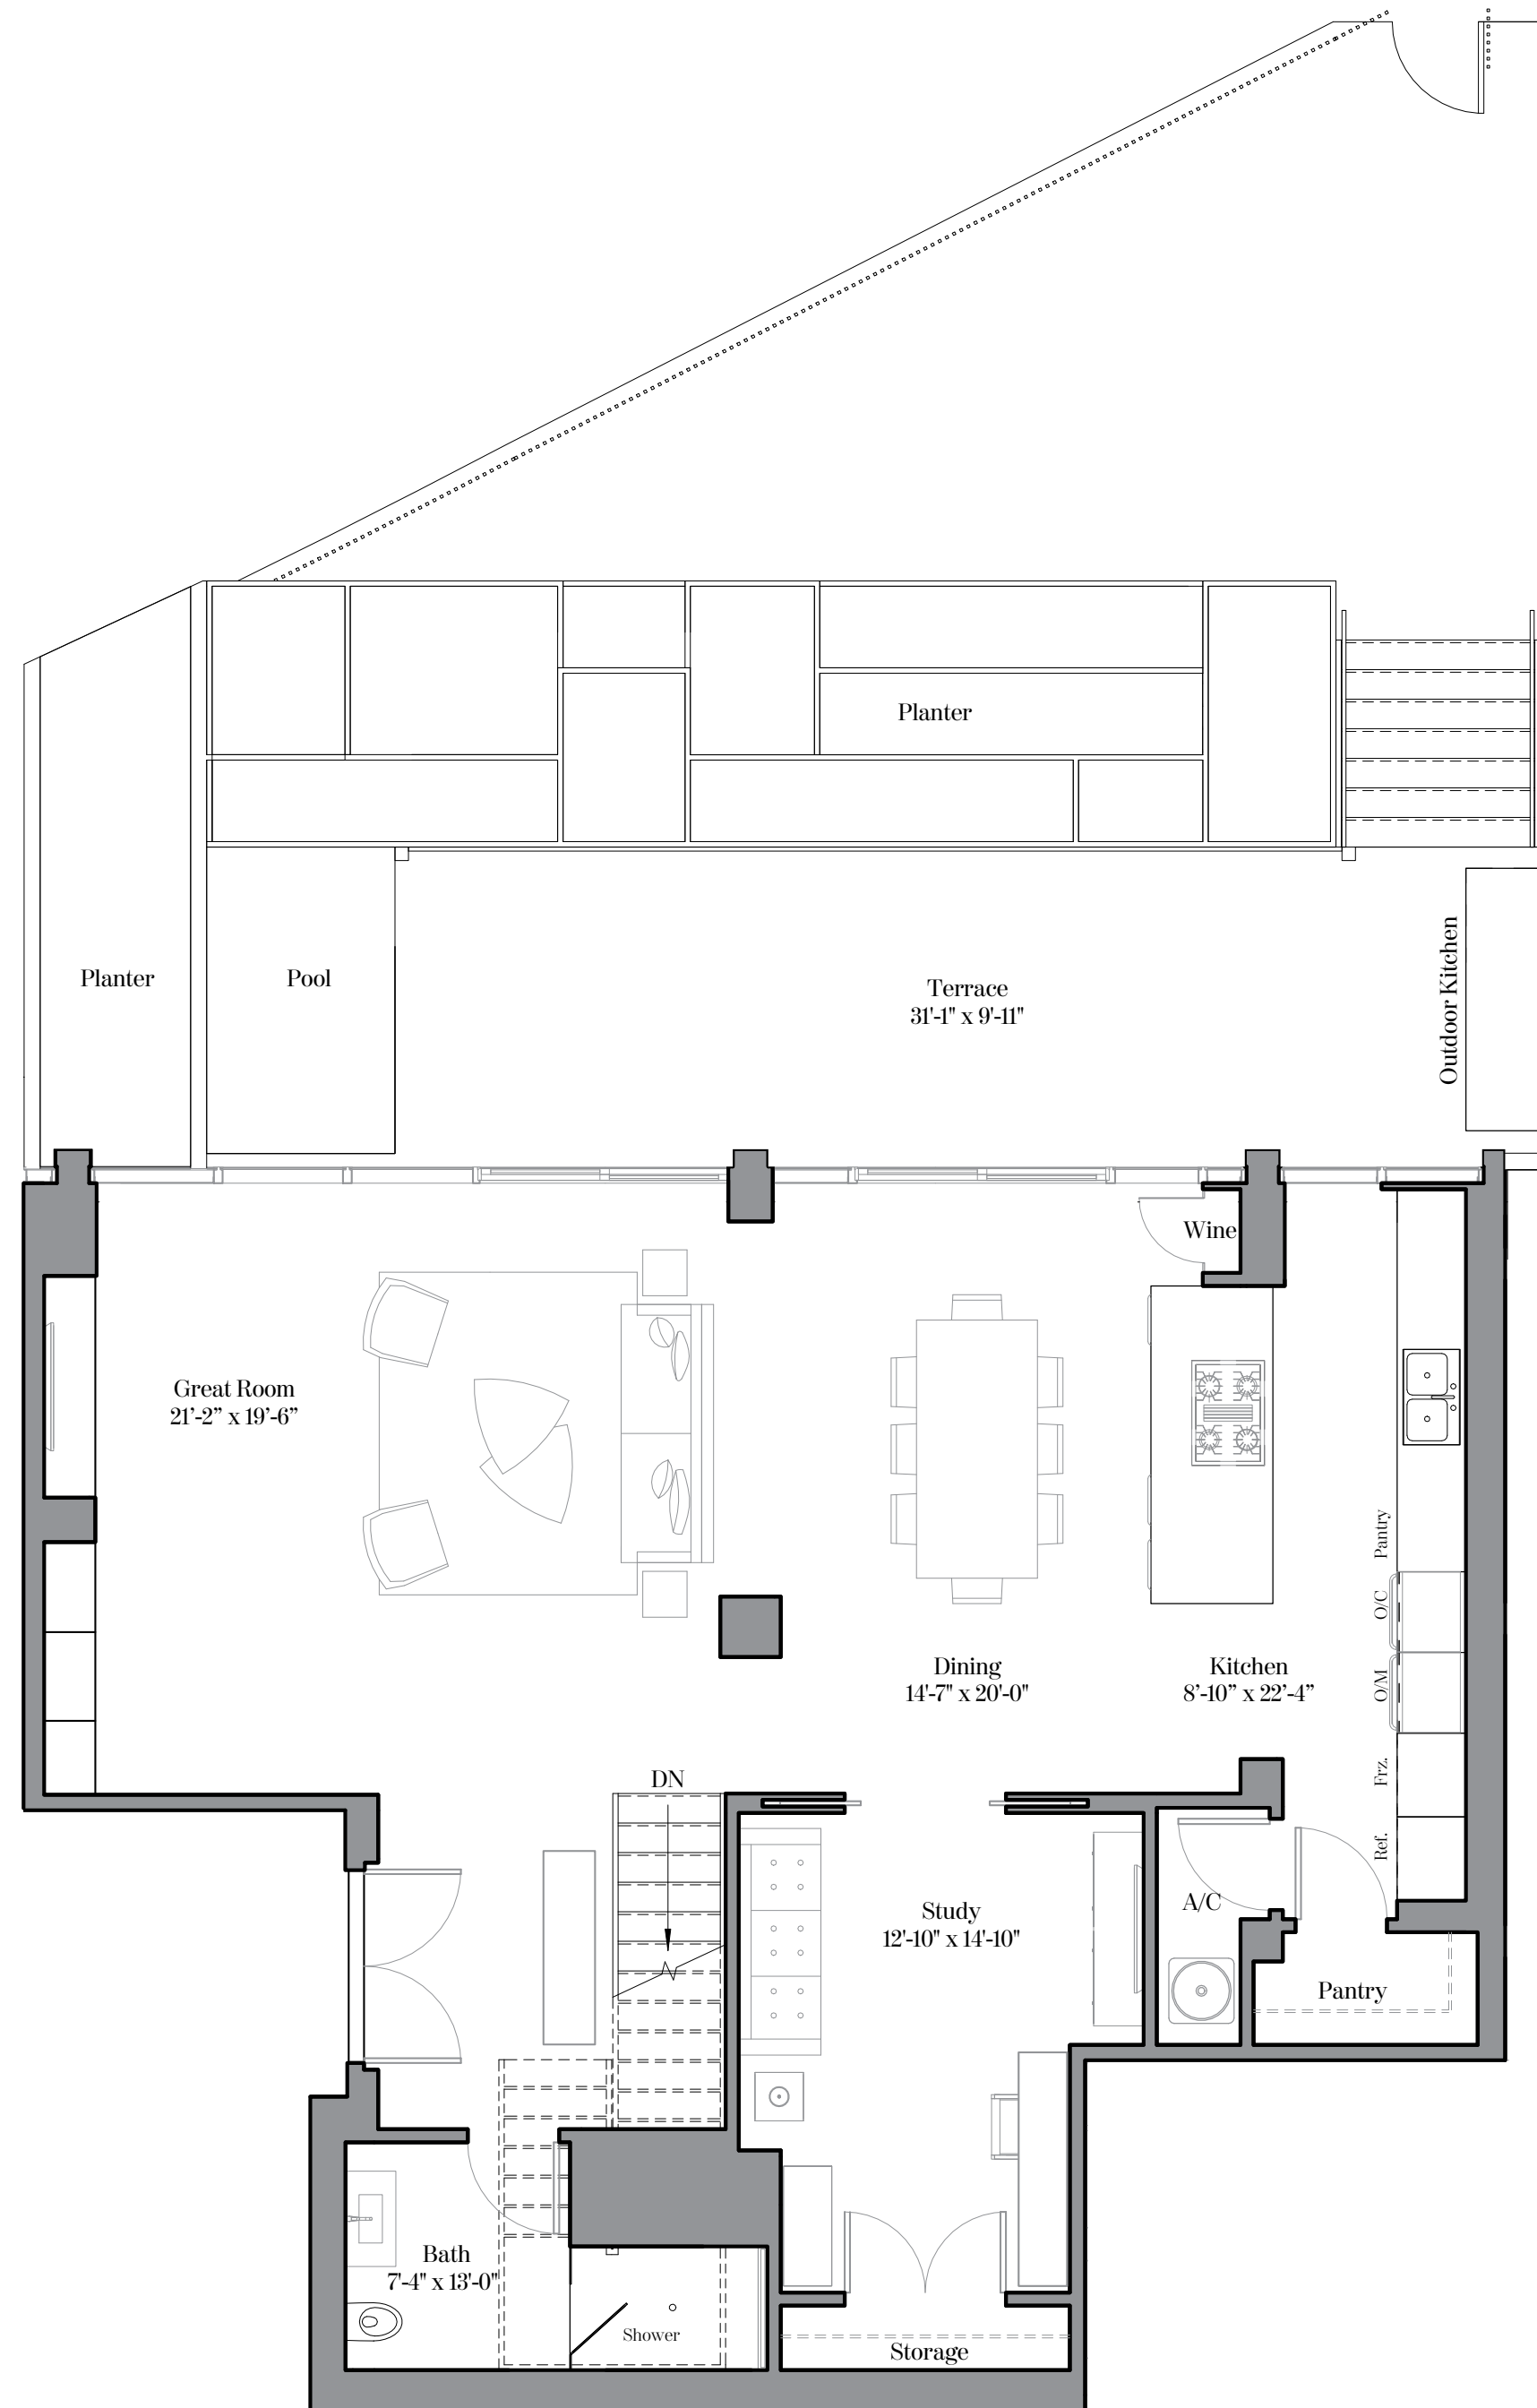 Planter
Planter
Pool
Terrace
31'-1" x 9'-11"
Outdoor Kitchen
Wine
Great Room
21’-2” x 19’-6”
Pantry
O/C
O/M
Frz.
Ref.
Dining
14'-7" x 20'-0"
Kitchen
8’-10” x 22’-4”
DN
A/C
Study
12'-10" x 14'-10"
Pantry
Bath
7'-4" x 13'-0"
Shower
Storage